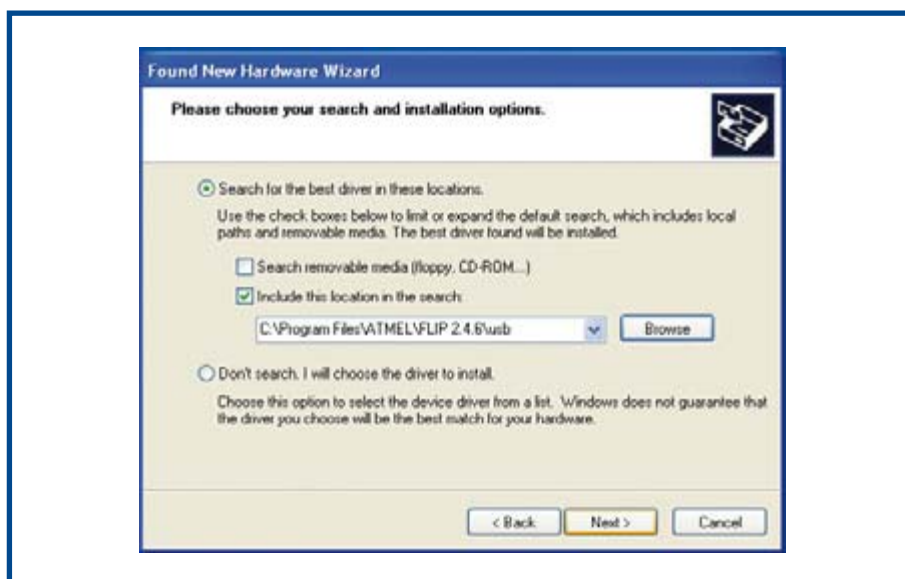 Found New Hardware Wizard
Please choose your search and installation options.
Search for the best driver in these locations.
Use the check boxes below to limit or expand the default search, which includes local
paths and removable media. The best driver found will be installed.
Search removable media (floppy, CD-ROM...)
Include this location in the search:
C:\Program Files\ATMEL\FLIP 2.4.6\usb
Browse
Don't search. I will choose the driver to install.
Choose this option to select the device driver from a list. Windows does not guarantee that
the driver you choose will be the best match for your hardware.
< Back
Next >
Cancel